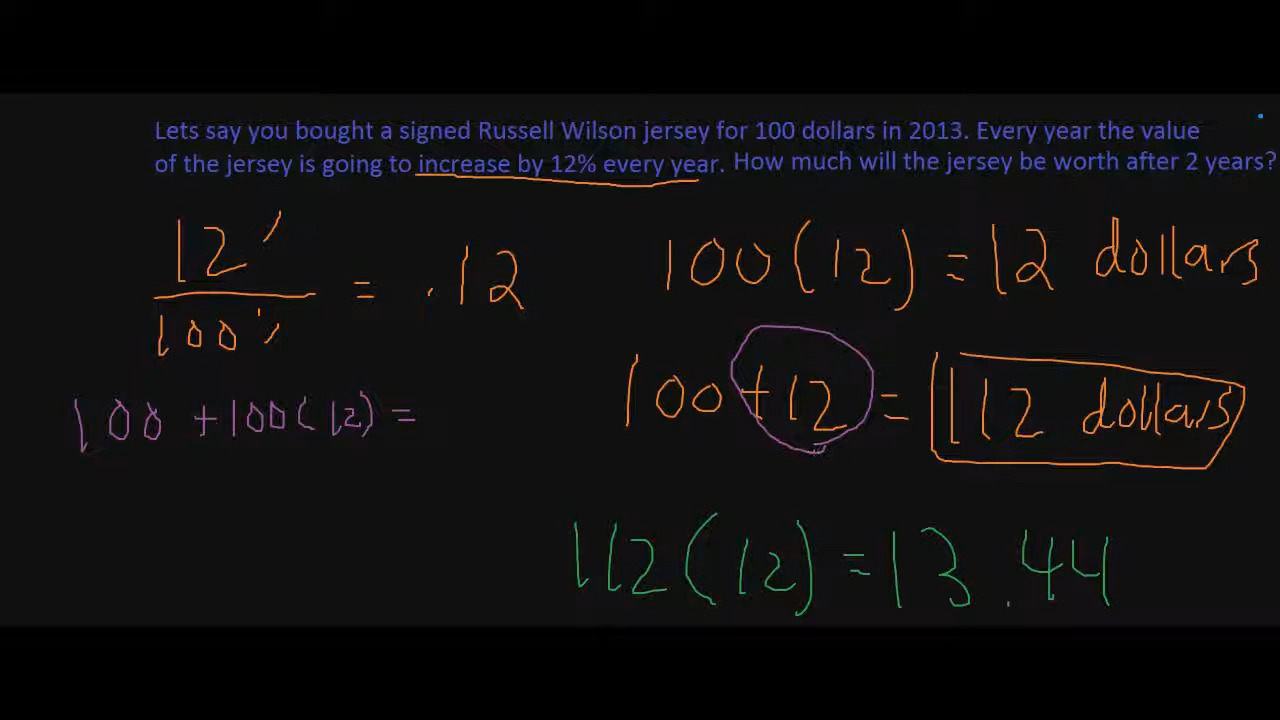 Lets say you bought a signed Russell Wilson jersey for 100 dollars in 2013. Every year the value
of the jersey is going to increase by 12% every year. How much will the jersey be worth after 2 years?
12
100 = .12
100(12) = 12 dollars
100 + 12 = 112 dollars
100 + 100(12) =
112(12) = 13.44